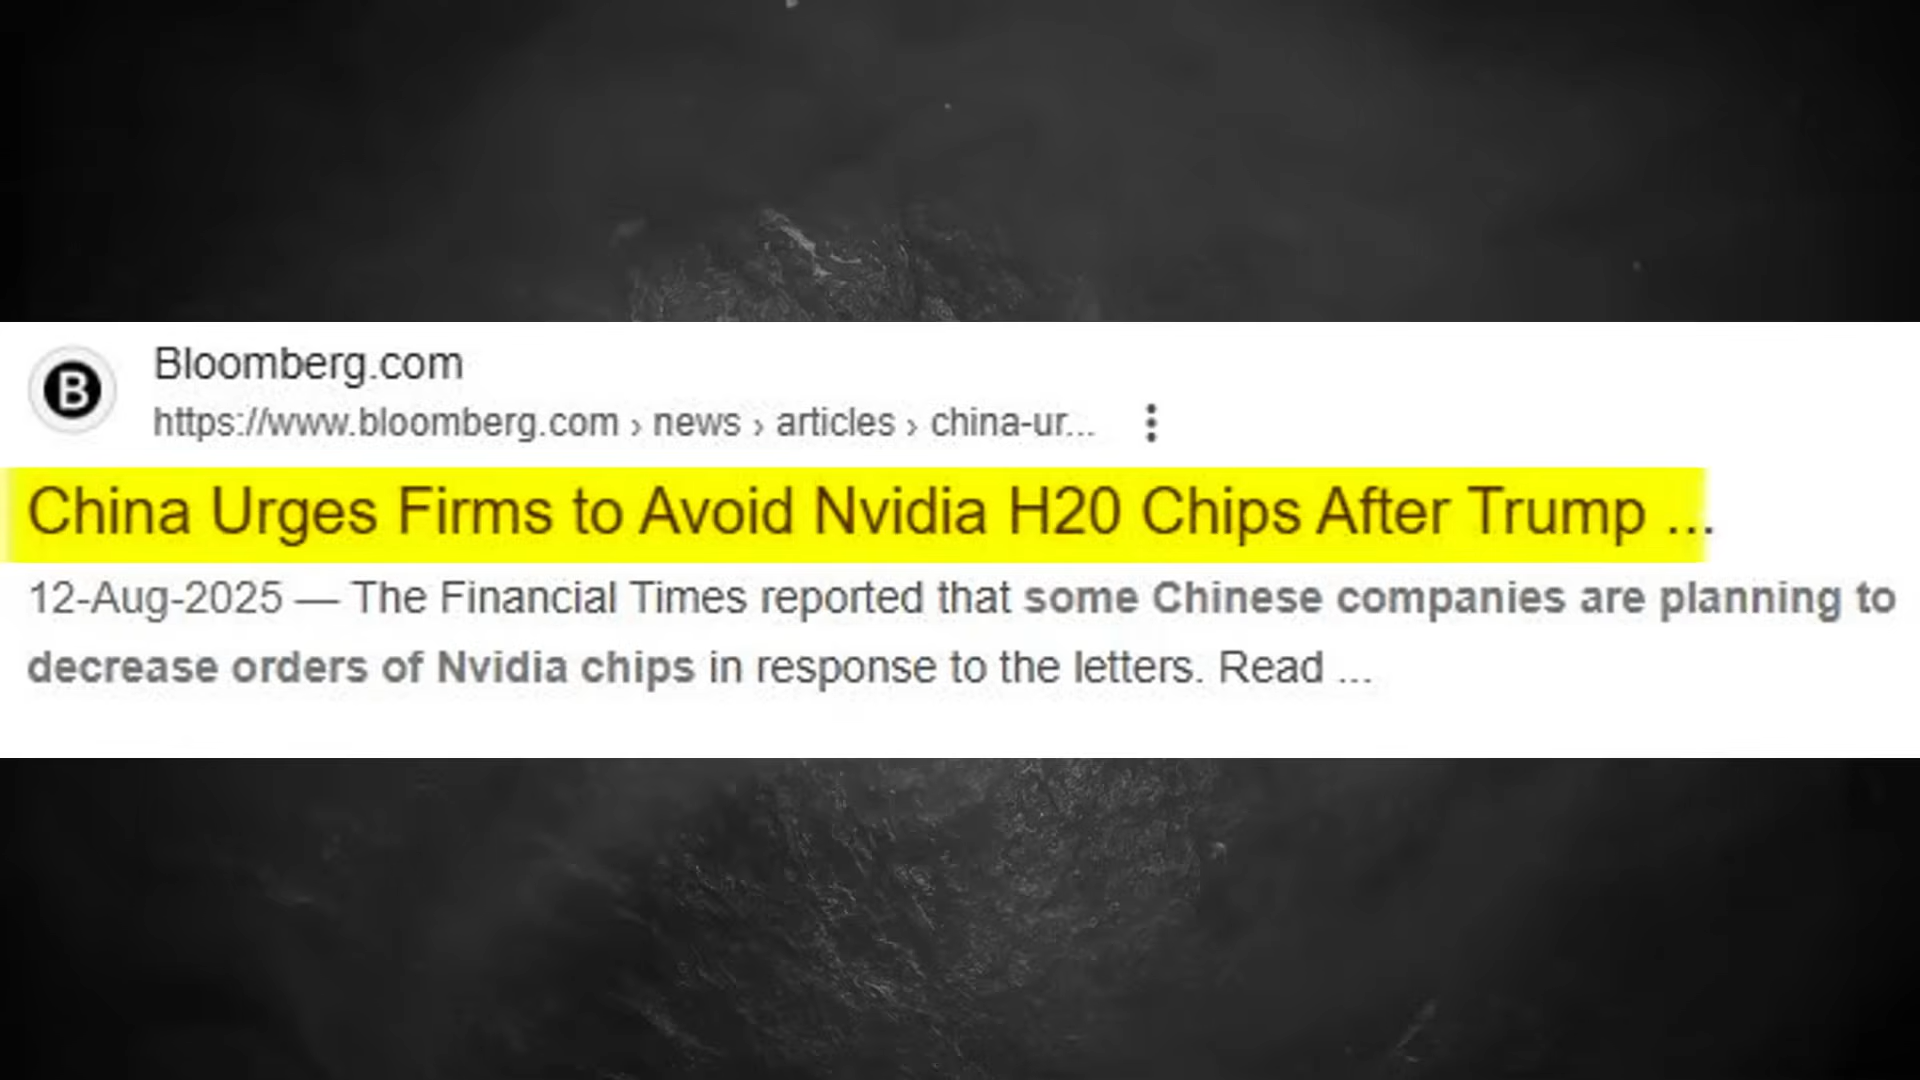 B
Bloomberg.com
https://www.bloomberg.com › news › articles › china-ur...
China Urges Firms to Avoid Nvidia H20 Chips After Trump ...
12-Aug-2025 — The Financial Times reported that some Chinese companies are planning to
decrease orders of Nvidia chips in response to the letters. Read ...